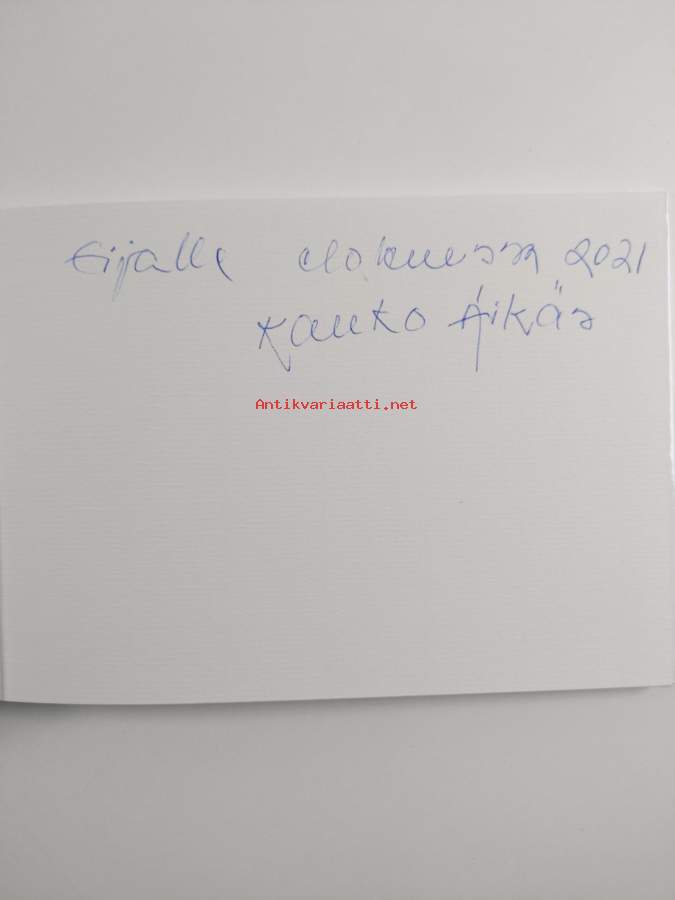 Eijalle elokuussa 2021
Kauko Äikäs
Antikvariaatti.net